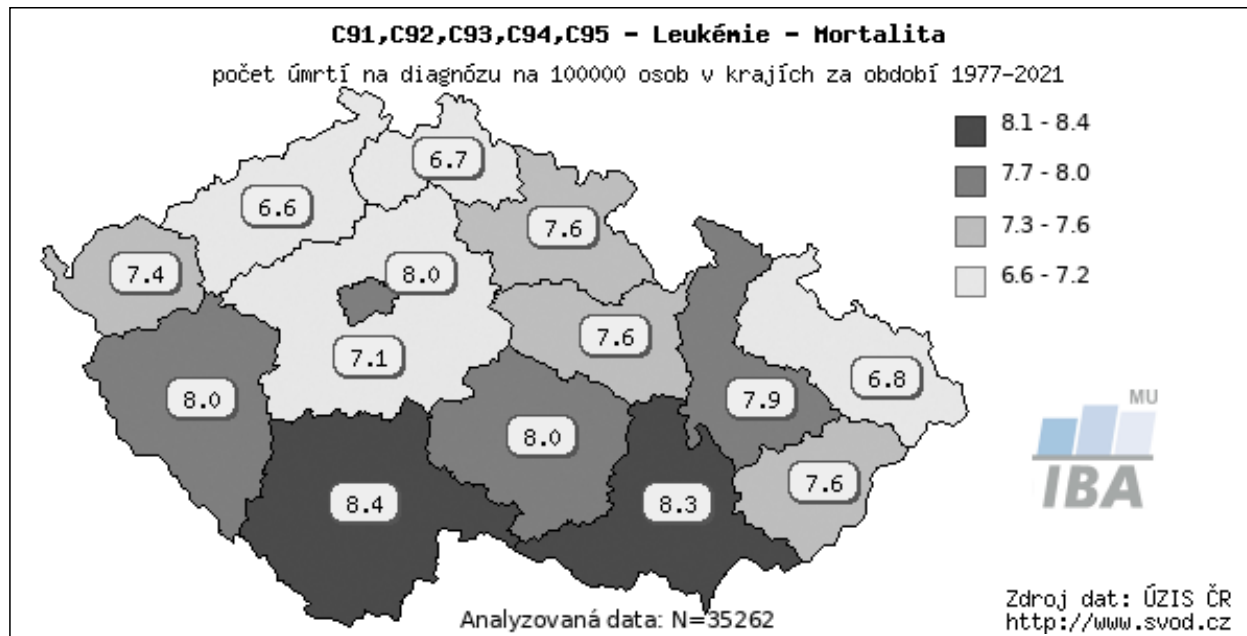 C91,C92,C93,C94,C95 - Leukémie - Mortalita
počet úmrtí na diagnózu na 100000 osob v krajích za období 1977-2021
8.1 - 8.4
7.7 - 8.0
7.3 - 7.6
6.6 - 7.2
6.7
6.6
7.6
7.4
8.0
7.6
7.1
6.8
8.0
7.9
8.0
7.6
8.4
8.3
MU
IBA
Analyzovaná data: N=35262
Zdroj dat: ÚZIS ČR
http://www.svod.cz